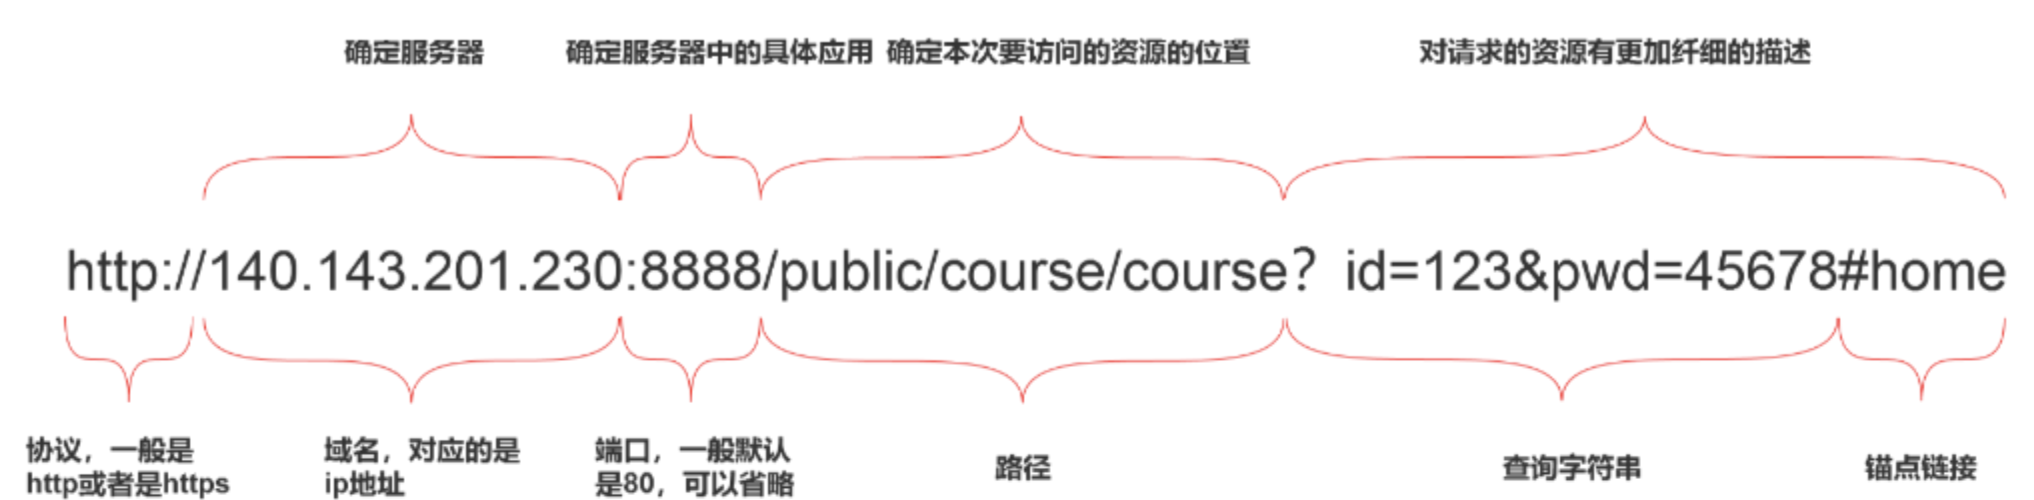 确定服务器
确定服务器中的具体应用
确定本次要访问的资源的位置
对请求的资源有更加纤细的描述
http://140.143.201.230:8888/public/course/course？id=123&pwd=45678#home
协议，一般是
http或者是https
域名，对应的是
ip地址
端口，一般默认
是80，可以省略
路径
查询字符串
锚点链接